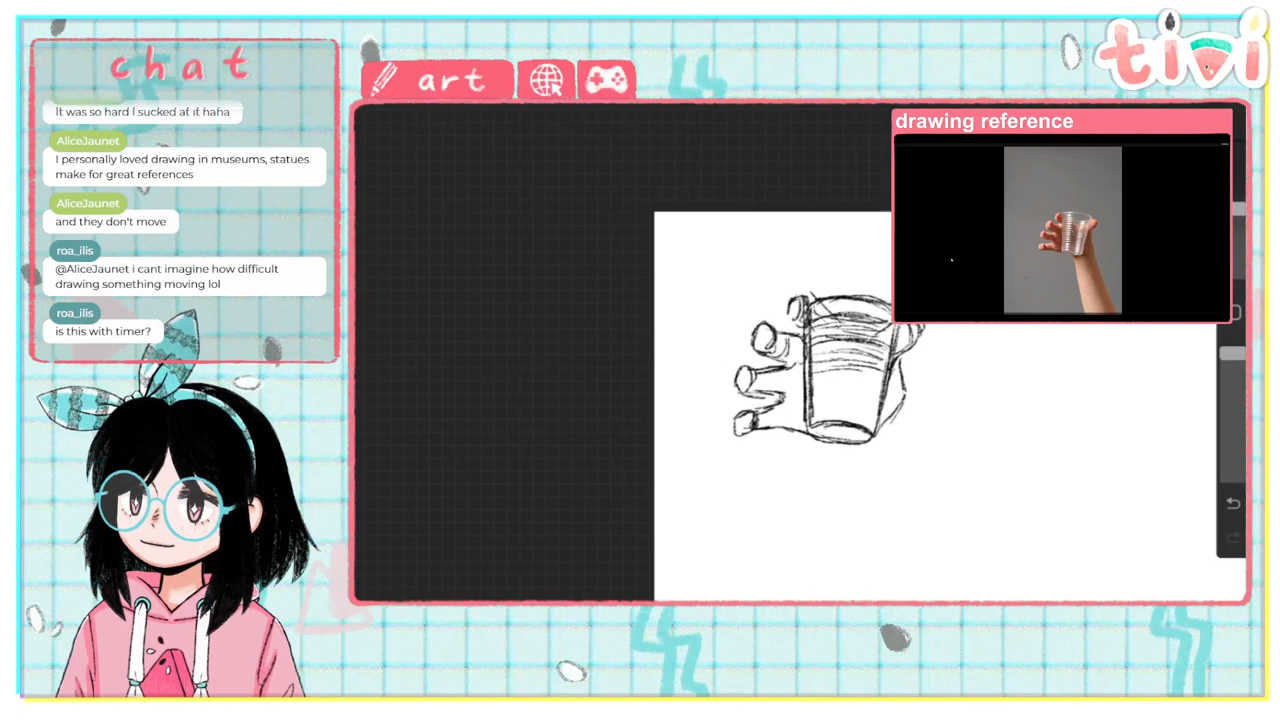 chat
It was so hard I sucked at it haha
AliceJaunet
I personally loved drawing in museums, statues
make for great references
AliceJaunet
and they don't move
roa_ilis
@AliceJaunet i cant imagine how difficult
drawing something moving lol
roa_ilis
is this with timer?
art
drawing reference
tivi